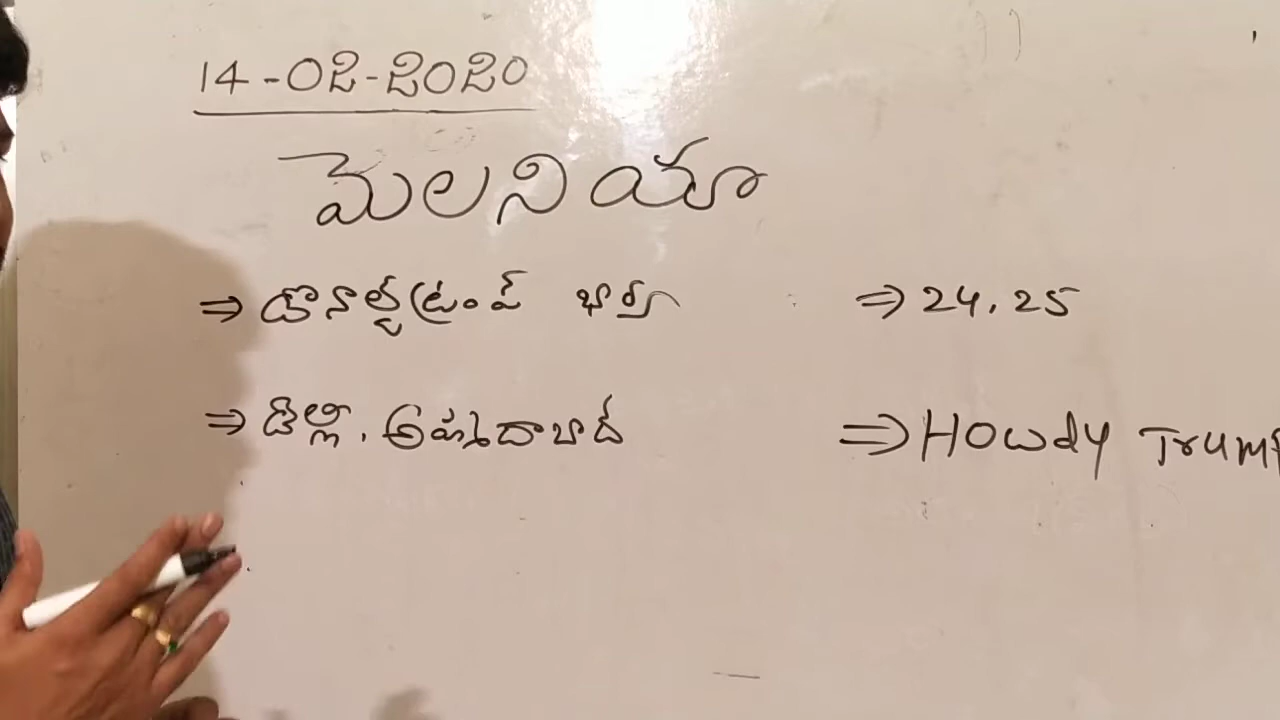 14-02-2020
మెలనియా
⇒ డొనాల్డ్ట్రంప్ భార్య ⇒ 24, 25
⇒ ఢిల్లీ, అహ్మదాబాద్ ⇒ Howdy Trump